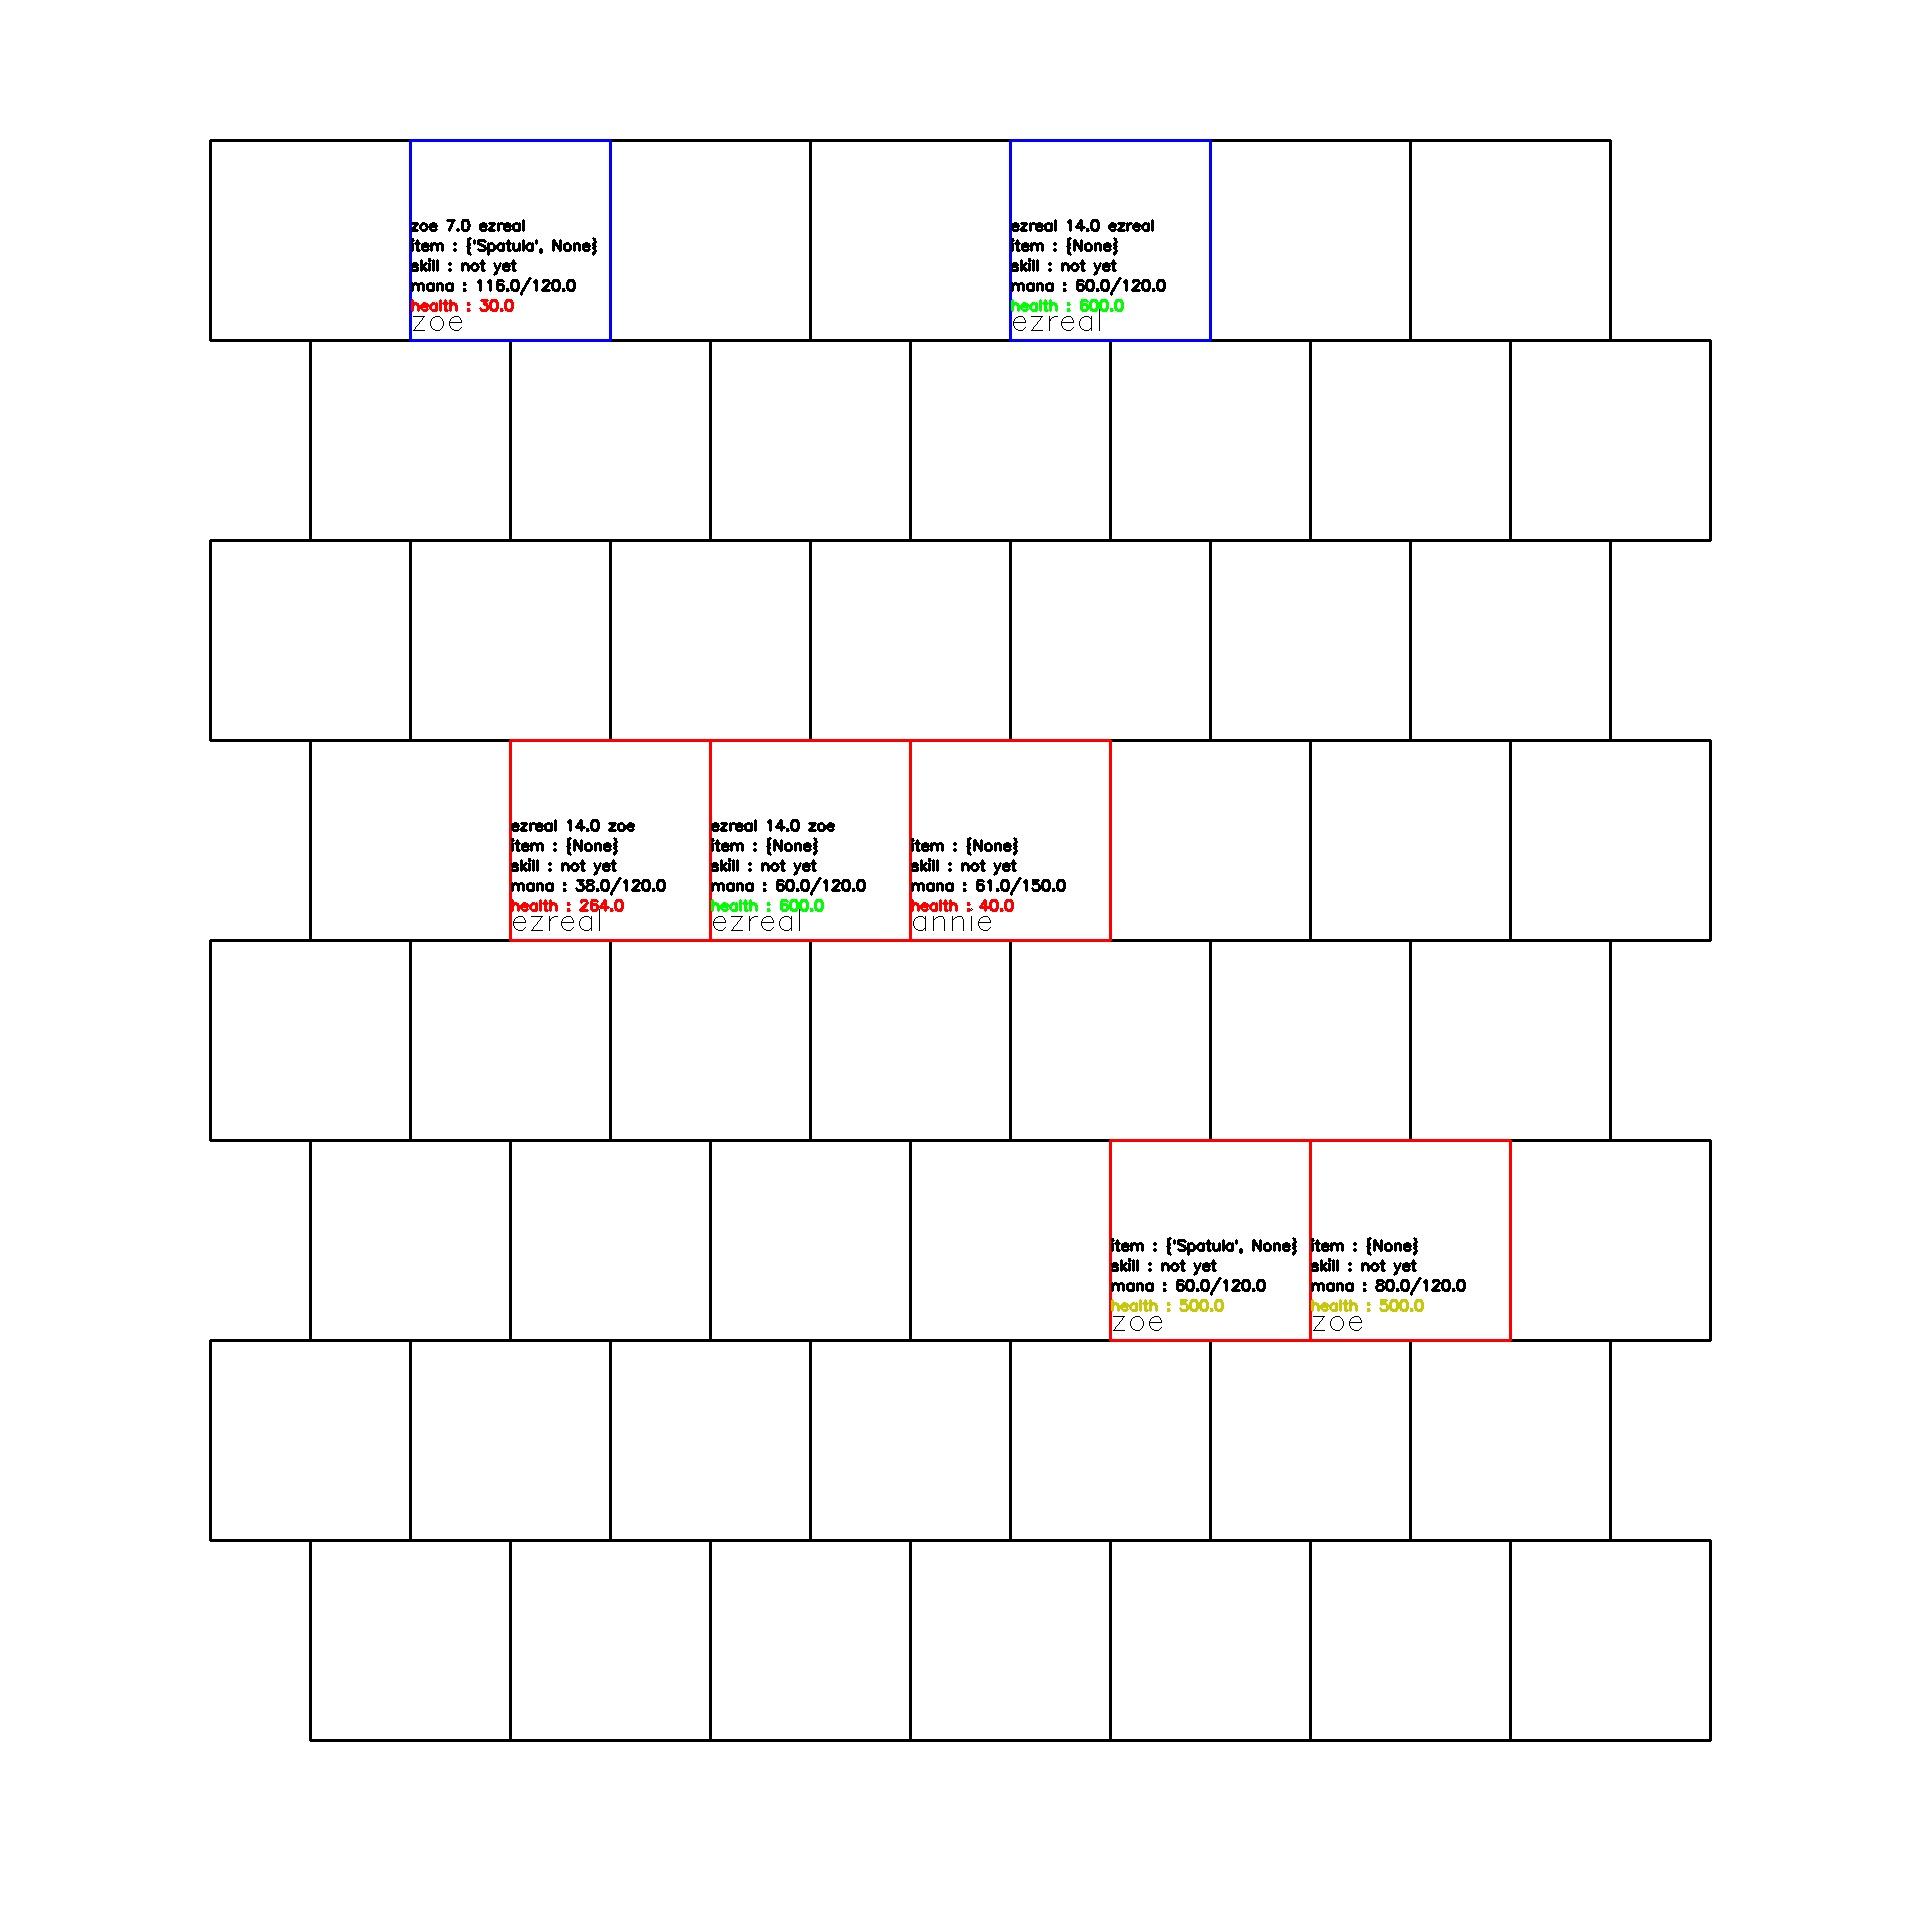 zoe 7.0 ezreal
item : {'Spatula', None}
skill : not yet
mana : 116.0/120.0
health : 30.0
zoe
ezreal 14.0 ezreal
item : {None}
skill : not yet
mana : 60.0/120.0
health : 600.0
ezreal
ezreal 14.0 zoe
item : {None}
skill : not yet
mana : 38.0/120.0
health : 264.0
ezreal
ezreal 14.0 zoe
item : {None}
skill : not yet
mana : 60.0/120.0
health : 600.0
ezreal
item : {None}
skill : not yet
mana : 61.0/150.0
health : 40.0
annie
item : {'Spatula', None}
skill : not yet
mana : 60.0/120.0
health : 500.0
zoe
item : {None}
skill : not yet
mana : 80.0/120.0
health : 500.0
zoe